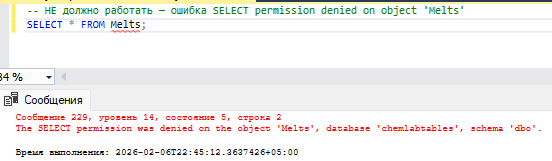 -- НЕ должно работать — ошибка SELECT permission denied on object 'Melts'
SELECT * FROM Melts;
34 %
Сообщения
Сообщение 229, уровень 14, состояние 5, строка 2
The SELECT permission was denied on the object 'Melts', database 'chemlabtables', schema 'dbo'.
Время выполнения: 2026-02-06T22:45:12.3637426+05:00